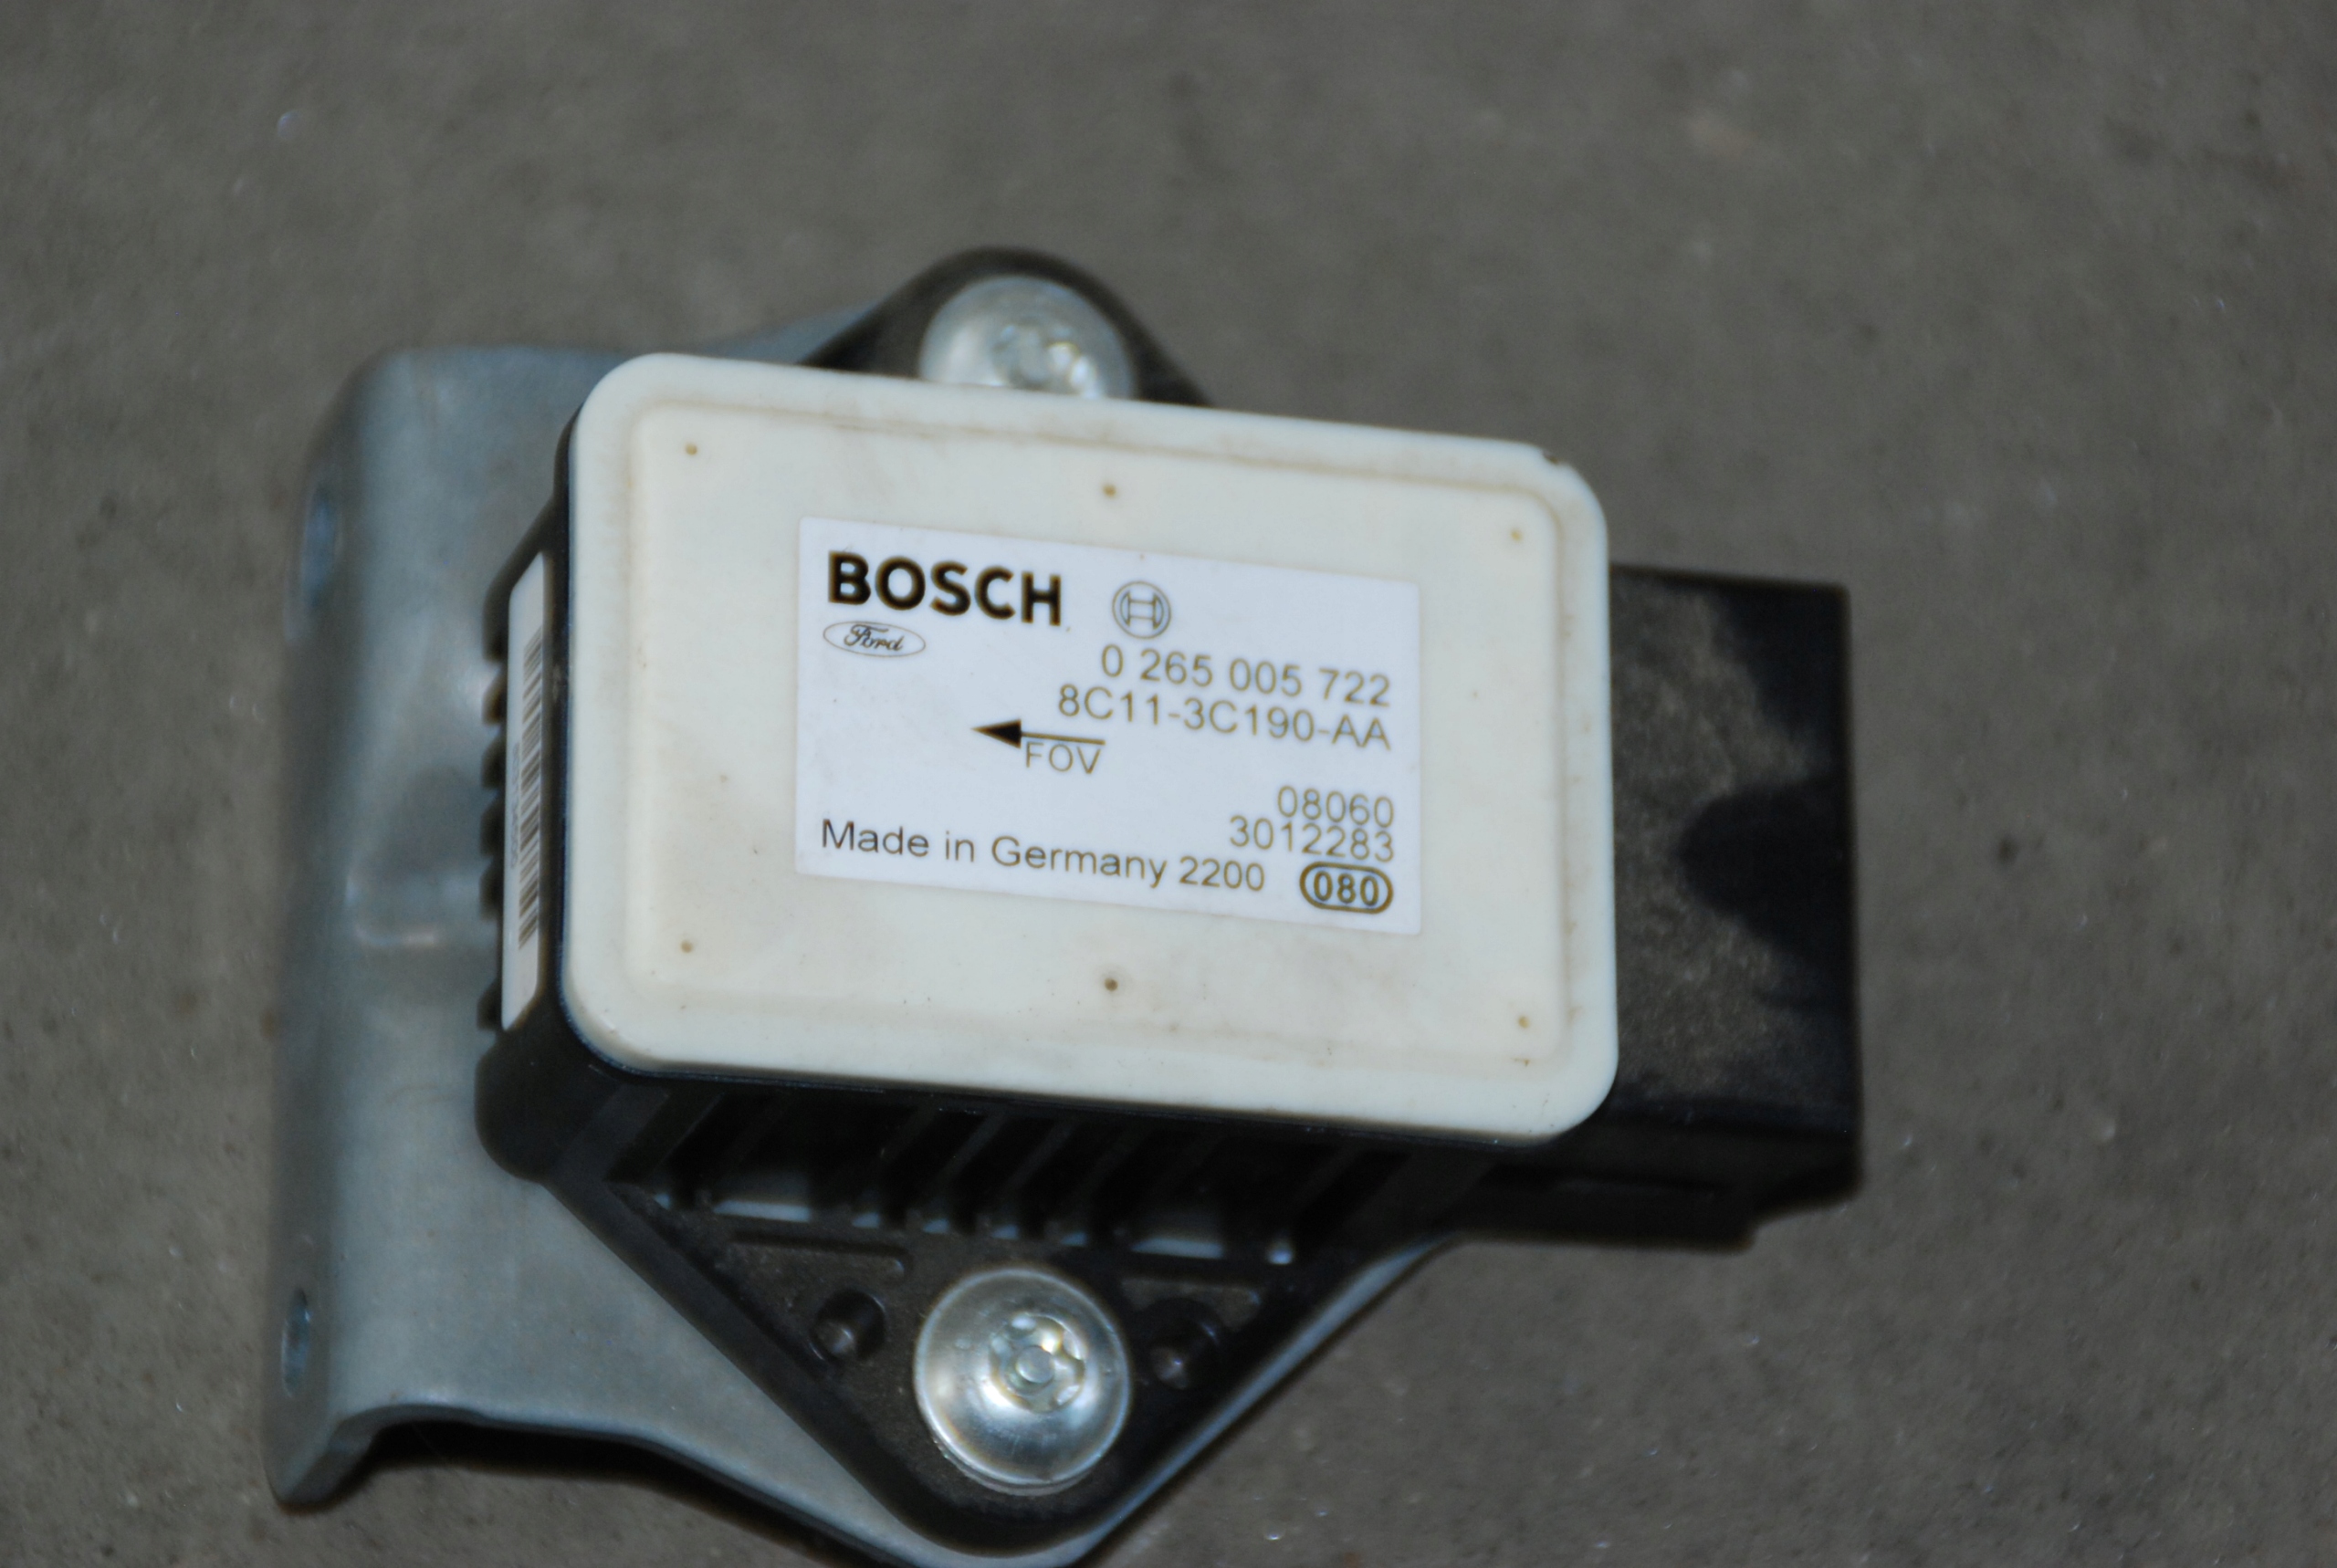 BOSCH
Ford
0 265 005 722
8C11-3C190-AA
FOV
08060
3012283
Made in Germany 2200 080